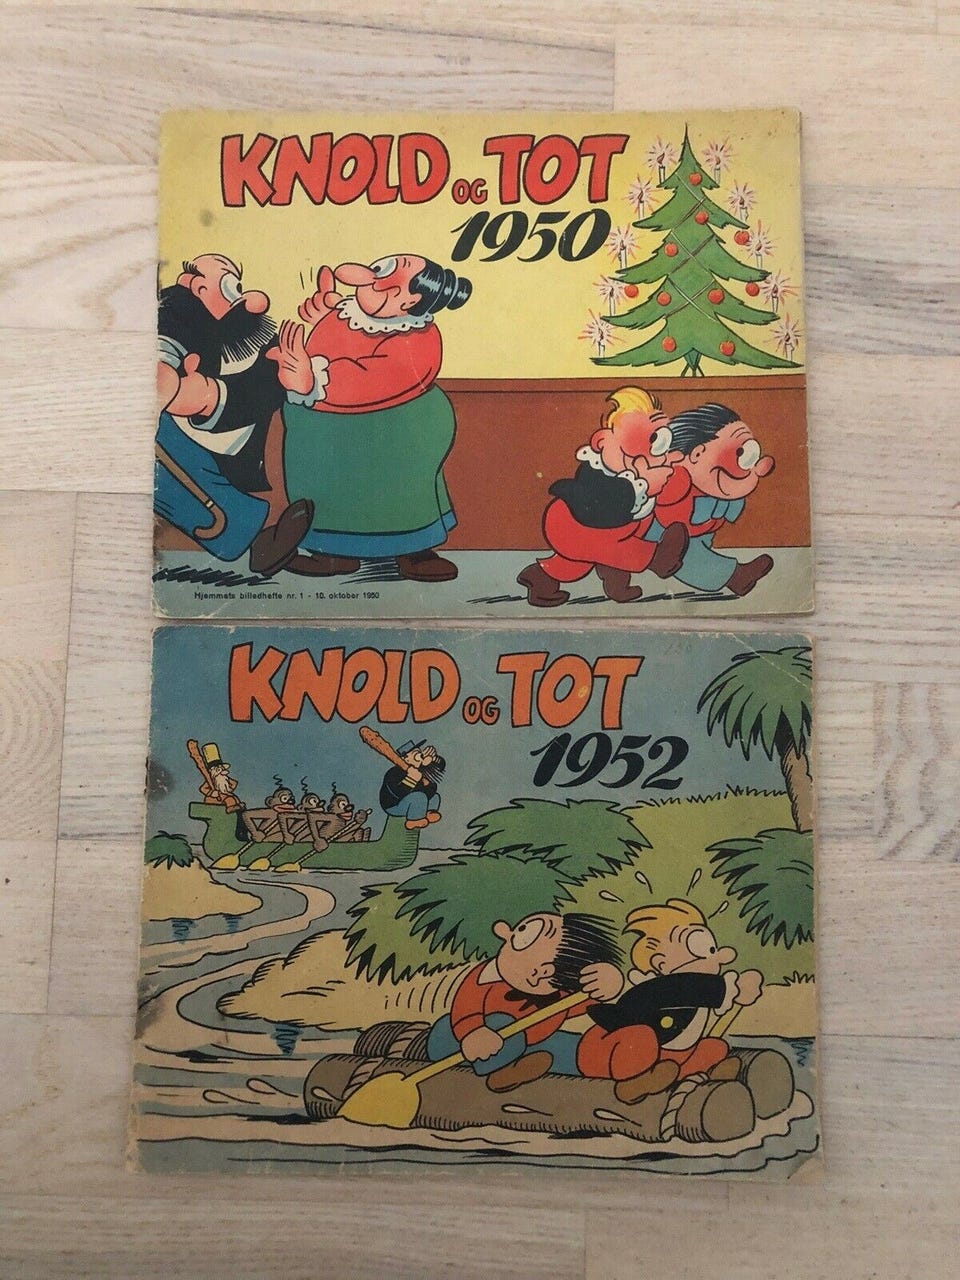 KNOLD OG TOT
1950
Hjemmets billedhefte nr. 1 - 10. oktober 1950
KNOLD OG TOT
1952